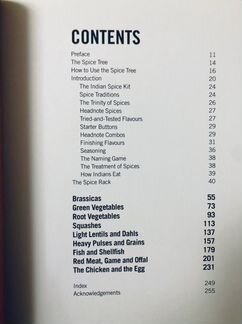 CONTENTS
Preface 11
The Spice Tree 14
How to Use the Spice Tree 16
Introduction 20
The Indian Spice Kit 24
Spice Traditions 24
The Trinity of Spices 26
Headnote Spices 27
Tried-and-Tested Flavours 27
Starter Buttons 29
Headnote Combos 29
Finishing Flavours 31
Seasoning 36
The Naming Game 38
The Treatment of Spices 38
How Indians Eat 39
The Spice Rack 40
Brassicas 55
Green Vegetables 73
Root Vegetables 93
Squashes 113
Light Lentils and Dahls 137
Heavy Pulses and Grains 157
Fish and Shellfish 179
Red Meat, Game and Offal 201
The Chicken and the Egg 231
Index 249
Acknowledgements 255